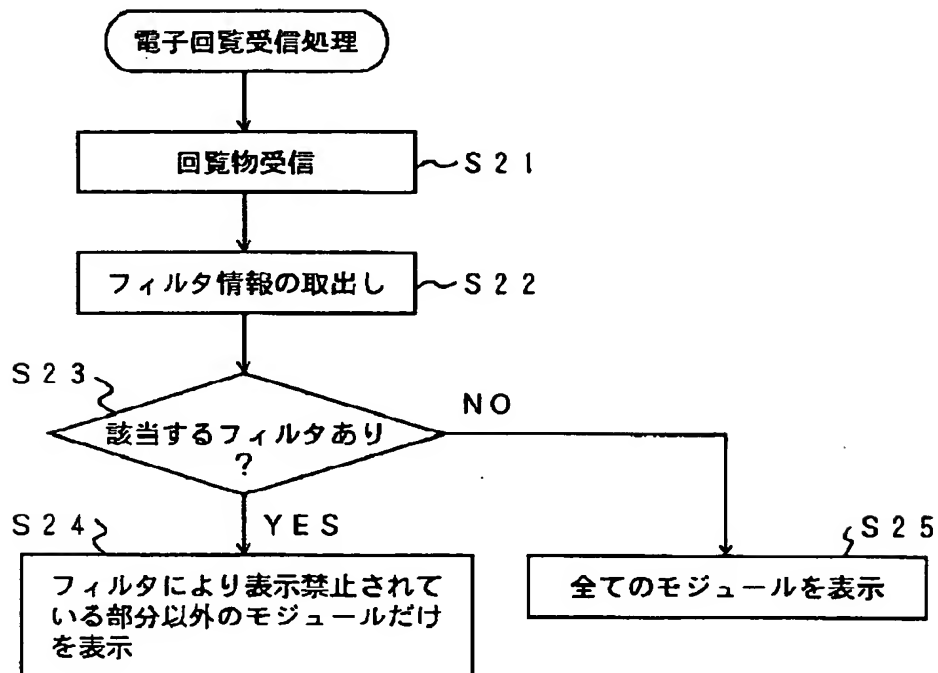 電子回覧受信処理
回覧物受信
S21
フィルタ情報の取出し
S22
S23
該当するフィルタあり
?
NO
YES
S24
フィルタにより表示禁止されて
いる部分以外のモジュールだけ
を表示
S25
全てのモジュールを表示